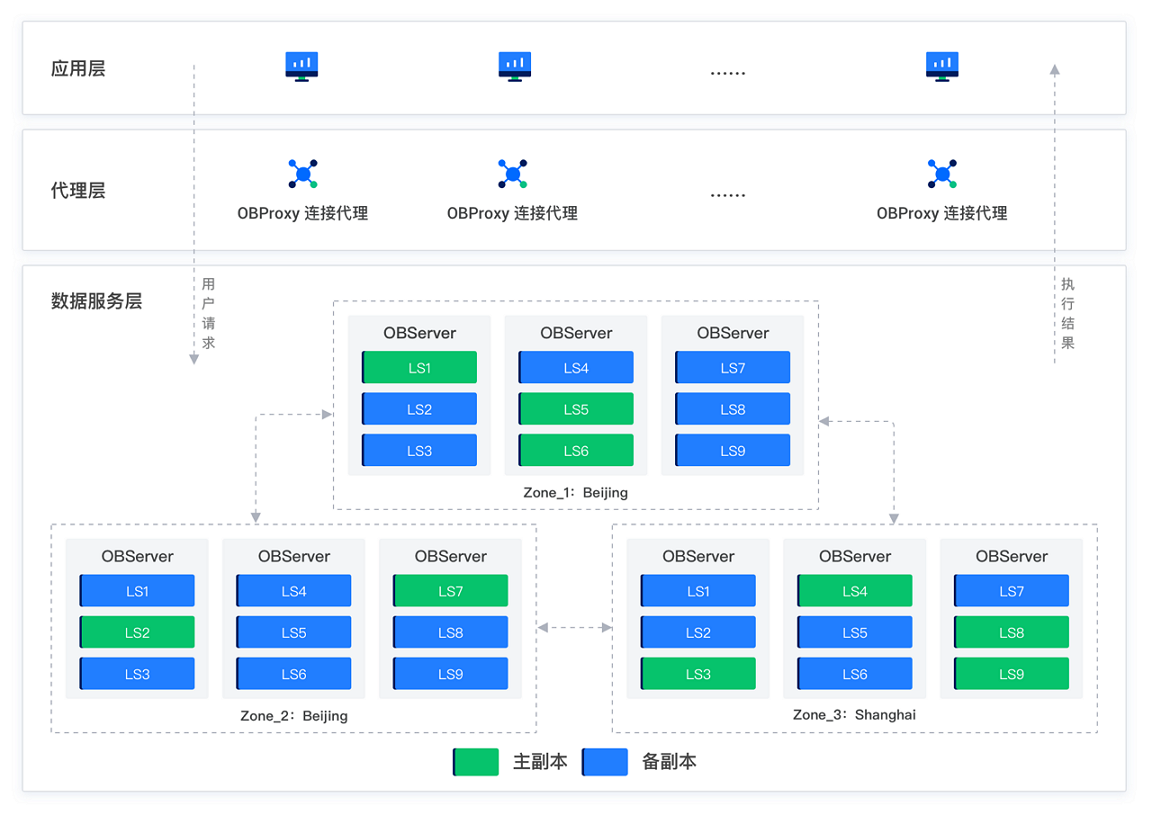 应用层
......
代理层
OBProxy 连接代理
OBProxy 连接代理
......
OBProxy 连接代理
数据服务层
用户请求
执行结果
OBServer
LS1
LS2
LS3
OBServer
LS4
LS5
LS6
OBServer
LS7
LS8
LS9
Zone_1：Beijing
OBServer
LS1
LS2
LS3
OBServer
LS4
LS5
LS6
OBServer
LS7
LS8
LS9
Zone_2：Beijing
OBServer
LS1
LS2
LS3
OBServer
LS4
LS5
LS6
OBServer
LS7
LS8
LS9
Zone_3：Shanghai
主副本
备副本